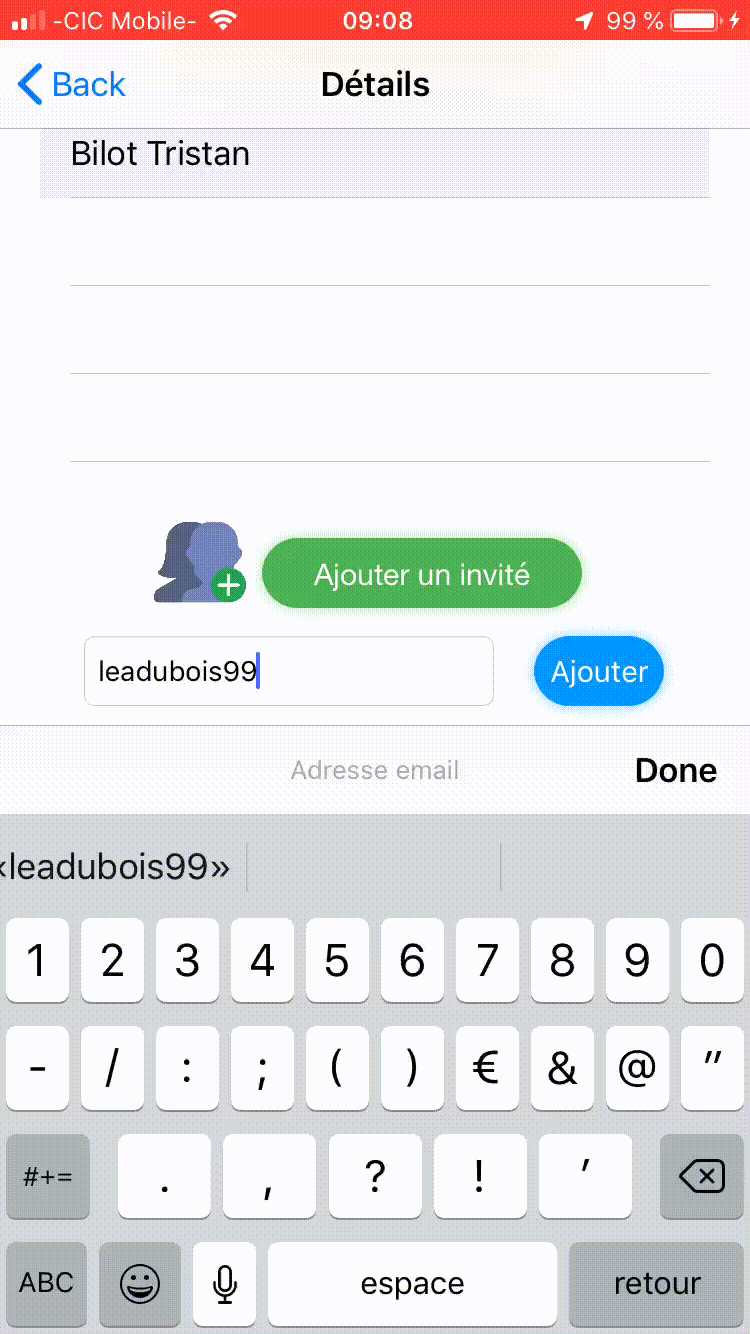 -CIC Mobile- 09:08 99 %
Back Détails
Bilot Tristan
Ajouter un invité
leadubois99 Ajouter
Adresse email Done
«leadubois99»
1 2 3 4 5 6 7 8 9 0
- / : ; ( ) € & @ "
#+= . , ? ! '
ABC espace retour